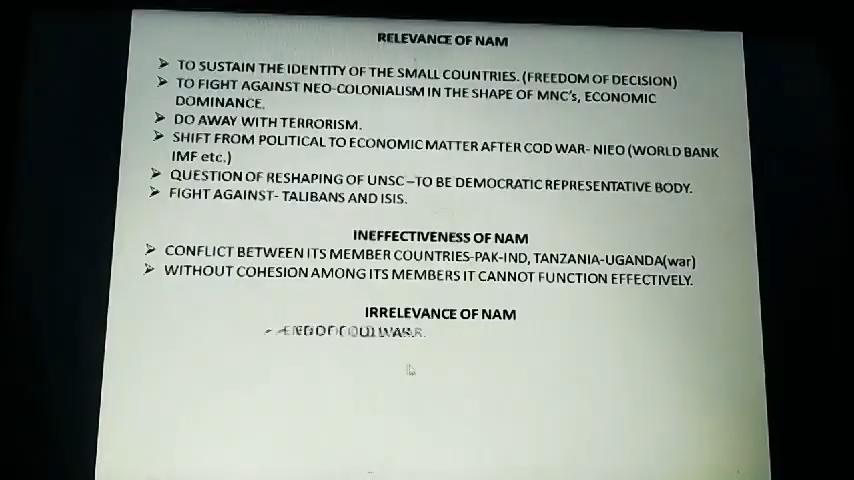 RELEVANCE OF NAM
➢ TO SUSTAIN THE IDENTITY OF THE SMALL COUNTRIES. (FREEDOM OF DECISION)
➢ TO FIGHT AGAINST NEO-COLONIALISM IN THE SHAPE OF MNC's, ECONOMIC
DOMINANCE.
➢ DO AWAY WITH TERRORISM.
➢ SHIFT FROM POLITICAL TO ECONOMIC MATTER AFTER COD WAR- NIEO (WORLD BANK
IMF etc.)
➢ QUESTION OF RESHAPING OF UNSC –TO BE DEMOCRATIC REPRESENTATIVE BODY.
➢ FIGHT AGAINST- TALIBANS AND ISIS.
INEFFECTIVENESS OF NAM
➢ CONFLICT BETWEEN ITS MEMBER COUNTRIES-PAK-IND, TANZANIA-UGANDA(war)
➢ WITHOUT COHESION AMONG ITS MEMBERS IT CANNOT FUNCTION EFFECTIVELY.
IRRELEVANCE OF NAM